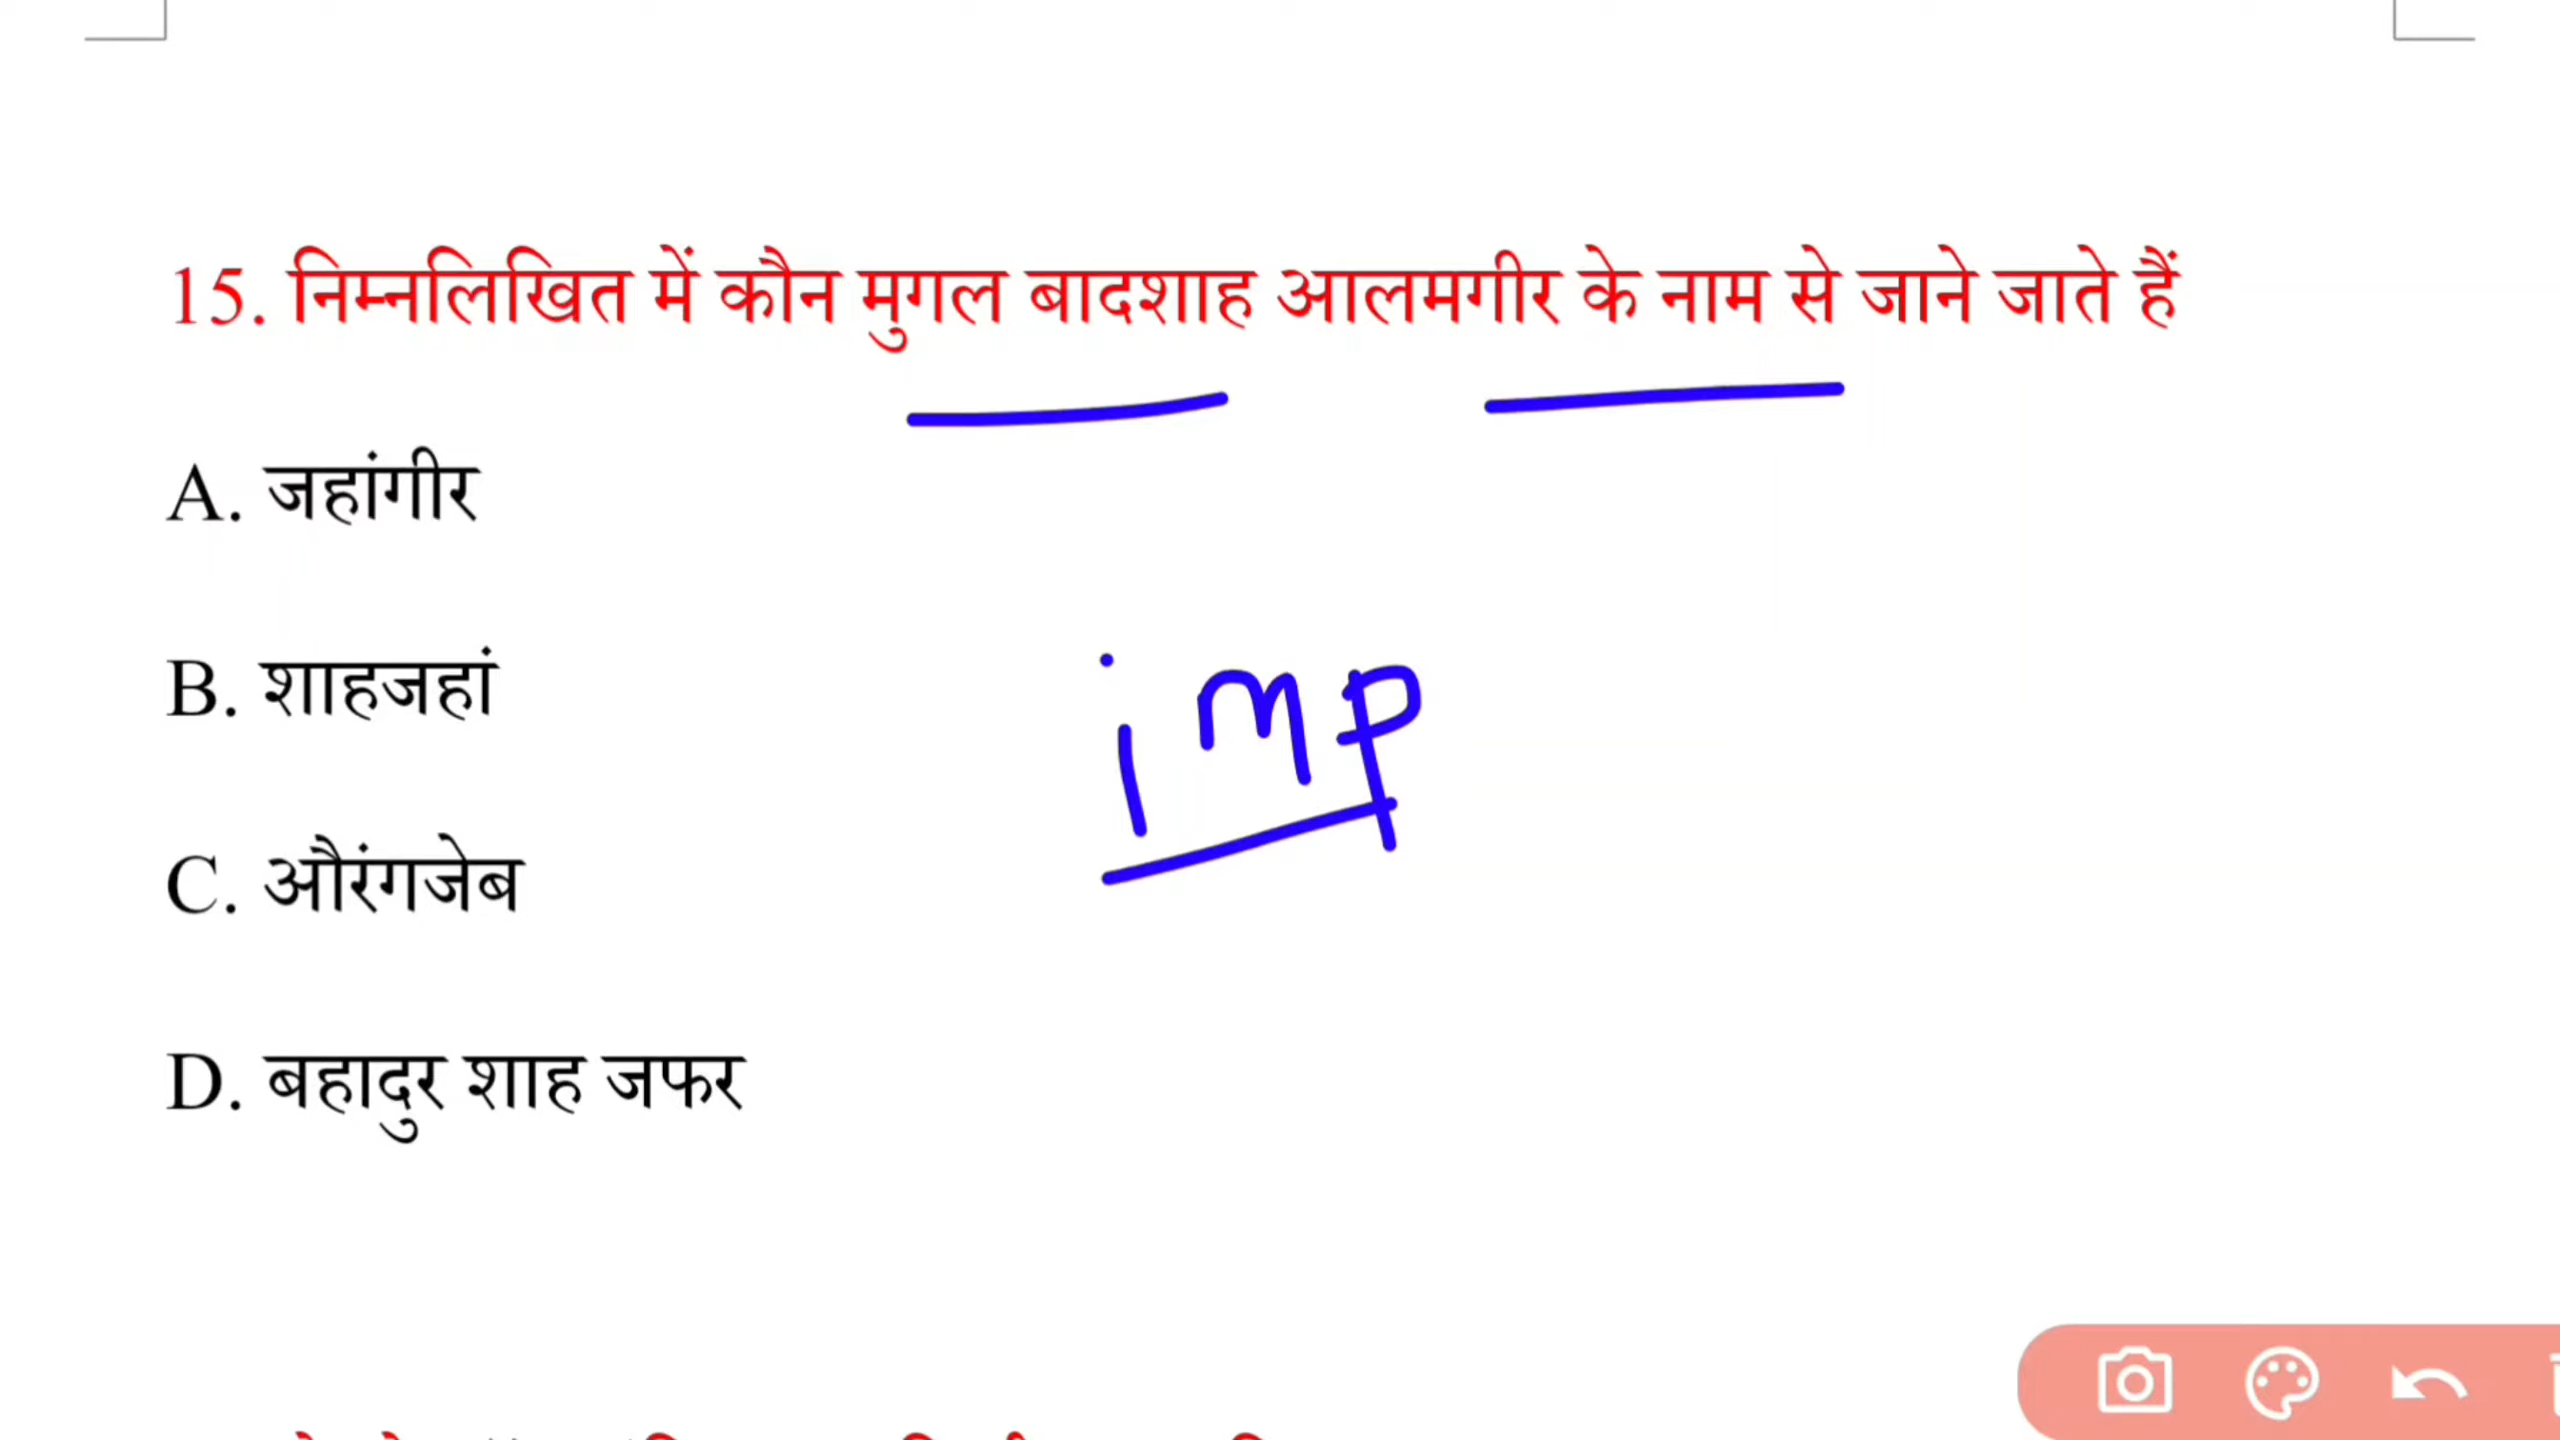 15. निम्नलिखित में कौन मुगल बादशाह आलमगीर के नाम से जाने जाते हैं
A. जहांगीर
B. शाहजहां
imp
C. औरंगजेब
D. बहादुर शाह जफर